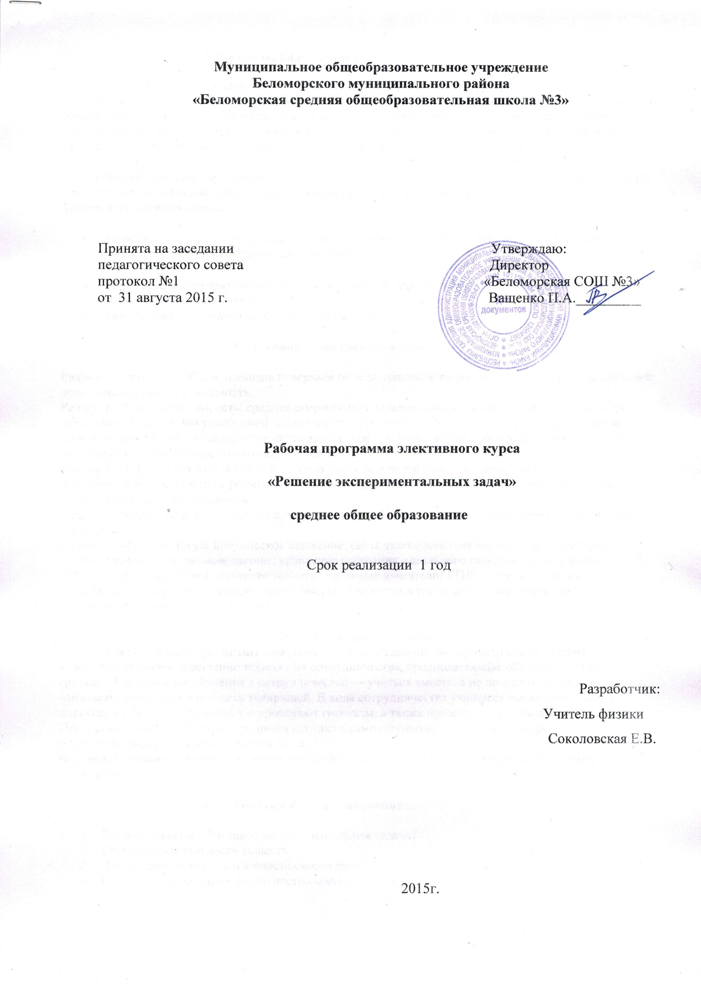 Муниципальное общеобразовательное учреждение
Беломорского муниципального района
«Беломорская средняя общеобразовательная школа №3»
Принята на заседании
педагогического совета
протокол №1
от 31 августа 2015 г.
Утверждаю:
Директор
«Беломорская СОШ №3»
Ващенко П.А.
Для
документов
Рабочая программа элективного курса
«Решение экспериментальных задач»
среднее общее образование
Срок реализации 1 год
Разработчик:
Учитель физики
Соколовская Е.В.
2015г.